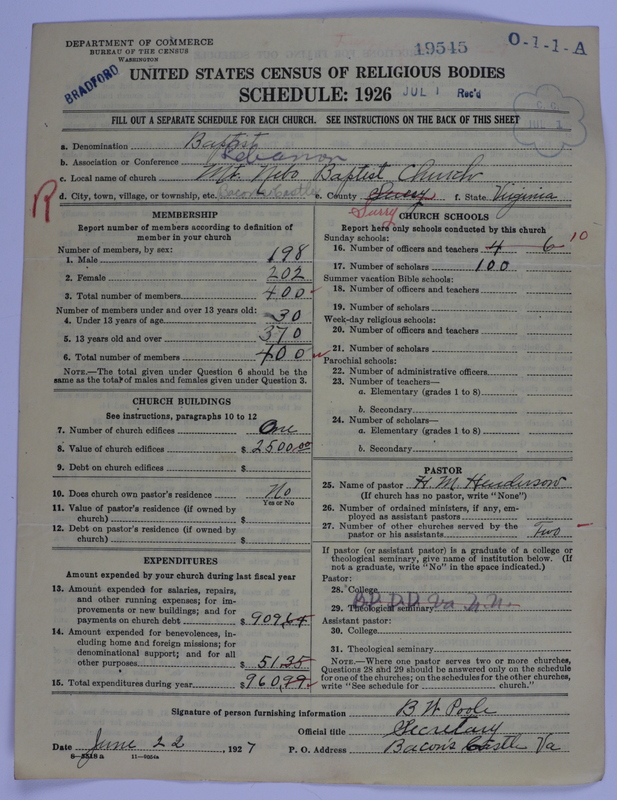 DEPARTMENT OF COMMERCE
BUREAU OF THE CENSUS
WASHINGTON
19545
O-1-1-A
BRADFORD
UNITED STATES CENSUS OF RELIGIOUS BODIES
SCHEDULE: 1926
JUL 1 Rec'd
C. C.
JUL 1
FILL OUT A SEPARATE SCHEDULE FOR EACH CHURCH. SEE INSTRUCTIONS ON THE BACK OF THIS SHEET
a. Denomination Baptist
b. Association or Conference Lebanon
c. Local name of church Mt. Nebo Baptist Church
R
d. City, town, village, or township, etc. Bacon's Castle e. County Surry f. State Virginia
Surry
MEMBERSHIP
Report number of members according to definition of
member in your church
Number of members, by sex:
1. Male 198
2. Female 202
3. Total number of members 400
Number of members under and over 13 years old:
4. Under 13 years of age 30
5. 13 years old and over 370
6. Total number of members 400
NOTE.—The total given under Question 6 should be
same as the total of males and females given under Question 3.
CHURCH BUILDINGS
See instructions, paragraphs 10 to 12
7. Number of church edifices One
8. Value of church edifices $ 2500.00
9. Debt on church edifices $
10. Does church own pastor's residence No
Yes or No
11. Value of pastor's residence (if owned by
church) $
12. Debt on pastor's residence (if owned by
church) $
EXPENDITURES
Amount expended by your church during last fiscal year
13. Amount expended for salaries, repairs,
and other running expenses; for im-
provements or new buildings; and for
payments on church debt $ 909.64
14. Amount expended for benevolences, in-
cluding home and foreign missions; for
denominational support; and for all
other purposes $ 51.35
15. Total expenditures during year $ 960.99
CHURCH SCHOOLS
Report here only schools conducted by this church
Sunday schools:
16. Number of officers and teachers 4 6 10
17. Number of scholars 100
Summer vacation Bible schools:
18. Number of officers and teachers
19. Number of scholars
Week-day religious schools:
20. Number of officers and teachers
21. Number of scholars
Parochial schools:
22. Number of administrative officers
23. Number of teachers—
a. Elementary (grades 1 to 8)
b. Secondary
24. Number of scholars—
a. Elementary (grades 1 to 8)
b. Secondary
PASTOR
25. Name of pastor H. M. Henderson
(If church has no pastor, write "None")
26. Number of ordained ministers, if any, em-
ployed as assistant pastors
27. Number of other churches served by the
pastor or his assistants Two
If pastor (or assistant pastor) is a graduate of a college or
theological seminary, give name of institution below. (If
not a graduate, write "No" in the space indicated.)
Pastor:
28. College
29. Theological seminary B.D. D.D. Va. U.
Assistant pastor:
30. College
31. Theological seminary
NOTE.—Where one pastor serves two or more churches,
Questions 28 and 29 should be answered only on the schedule
for one of the churches; on the schedules for the other churches,
write "See schedule for church."
Signature of person furnishing information B W Poole
Official title Secretary
Date June 22, 1927 P. O. Address Bacon's Castle Va
8—5518 a 11—9054a